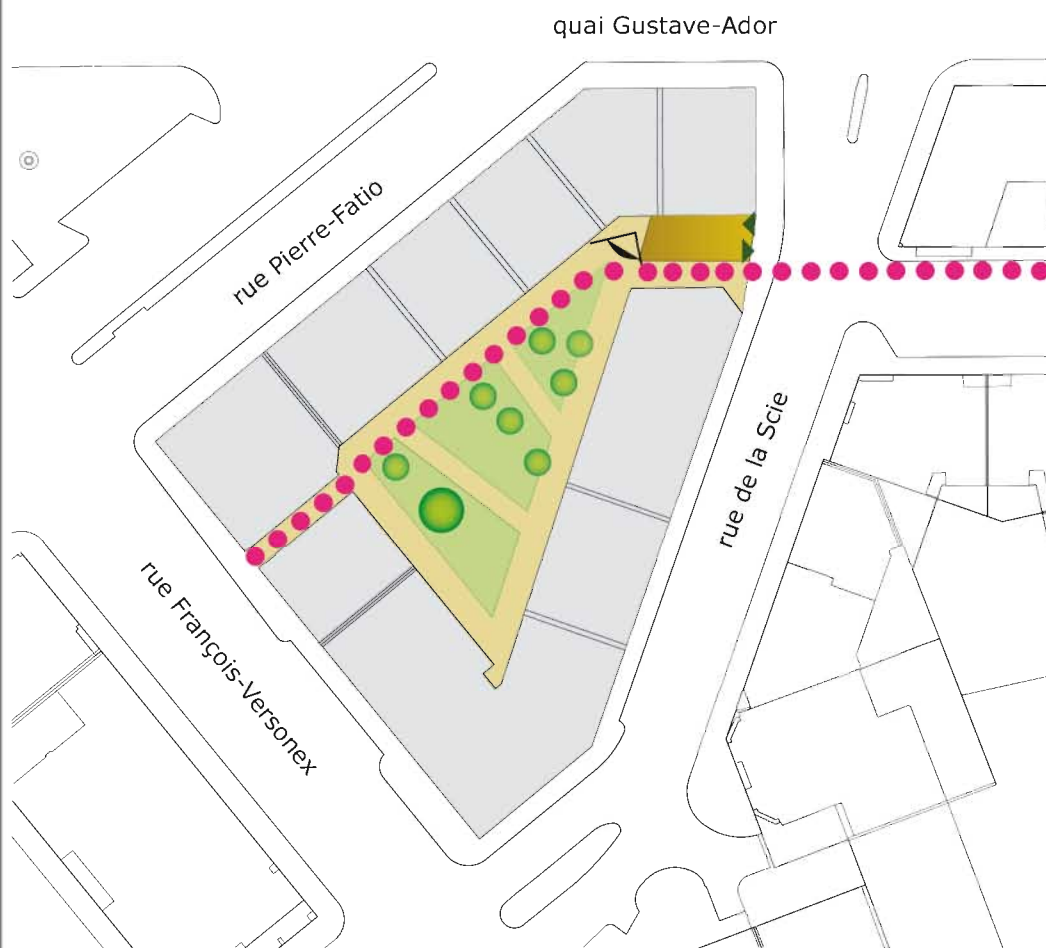 quai Gustave-Ador
rue Pierre-Fatio
rue de la Scie
rue François-Versonex